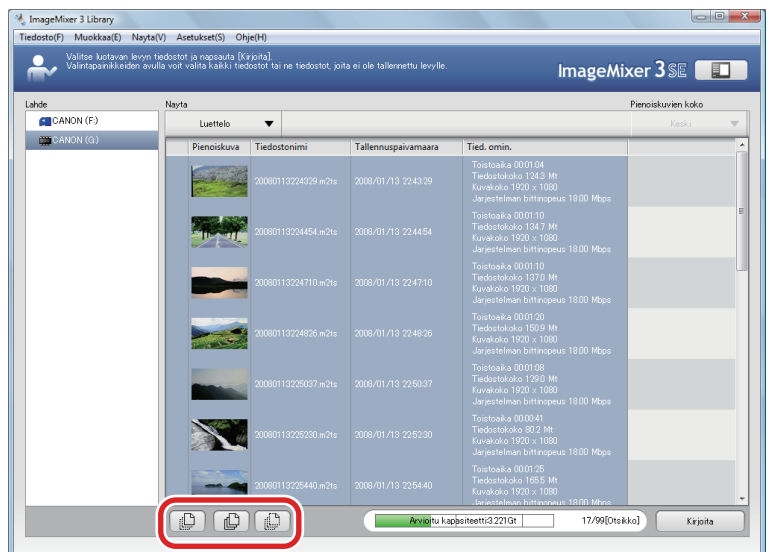 ImageMixer 3 Library
Tiedosto(F) Muokkaa(E) Nayta(V) Asetukset(S) Ohje(H)
Valitse luotavan levyn tiedostot ja napsauta [Kirjoita].
Valintapainikkeiden avulla voit valita kaikki tiedostot tai ne tiedostot, joita ei ole tallennettu levylle.
ImageMixer 3 SE
Lahde Nayta Pienoiskuvien koko
CANON (F:) Luettelo Keski
CANON (G:)
Pienoiskuva Tiedostonimi Tallennuspaivamaara Tied. omin.
Toistoaika 00:01:04
Tiedostokoko 124.3 Mt
20080113224329.m2ts 2008/01/13 22:43:29
Kuvakoko 1920 x 1080
Jarjestelman bittinopeus 18.00 Mbps
Toistoaika 00:01:10
Tiedostokoko 134.7 Mt
20080113224454.m2ts 2008/01/13 22:44:54
Kuvakoko 1920 x 1080
Jarjestelman bittinopeus 18.00 Mbps
Toistoaika 00:01:10
Tiedostokoko 137.0 Mt
20080113224710.m2ts 2008/01/13 22:47:10
Kuvakoko 1920 x 1080
Jarjestelman bittinopeus 18.00 Mbps
Toistoaika 00:01:20
Tiedostokoko 150.9 Mt
20080113224826.m2ts 2008/01/13 22:48:26
Kuvakoko 1920 x 1080
Jarjestelman bittinopeus 18.00 Mbps
Toistoaika 00:01:08
Tiedostokoko 129.0 Mt
20080113225037.m2ts 2008/01/13 22:50:37
Kuvakoko 1920 x 1080
Jarjestelman bittinopeus 18.00 Mbps
Toistoaika 00:00:41
Tiedostokoko 80.2 Mt
20080113225230.m2ts 2008/01/13 22:52:30
Kuvakoko 1920 x 1080
Jarjestelman bittinopeus 18.00 Mbps
Toistoaika 00:01:25
Tiedostokoko 165.5 Mt
20080113225440.m2ts 2008/01/13 22:54:40
Kuvakoko 1920 x 1080
Jarjestelman bittinopeus 18.00 Mbps
Arvioitu kapasiteetti:3.221Gt 17/99[Otsikko] Kirjoita